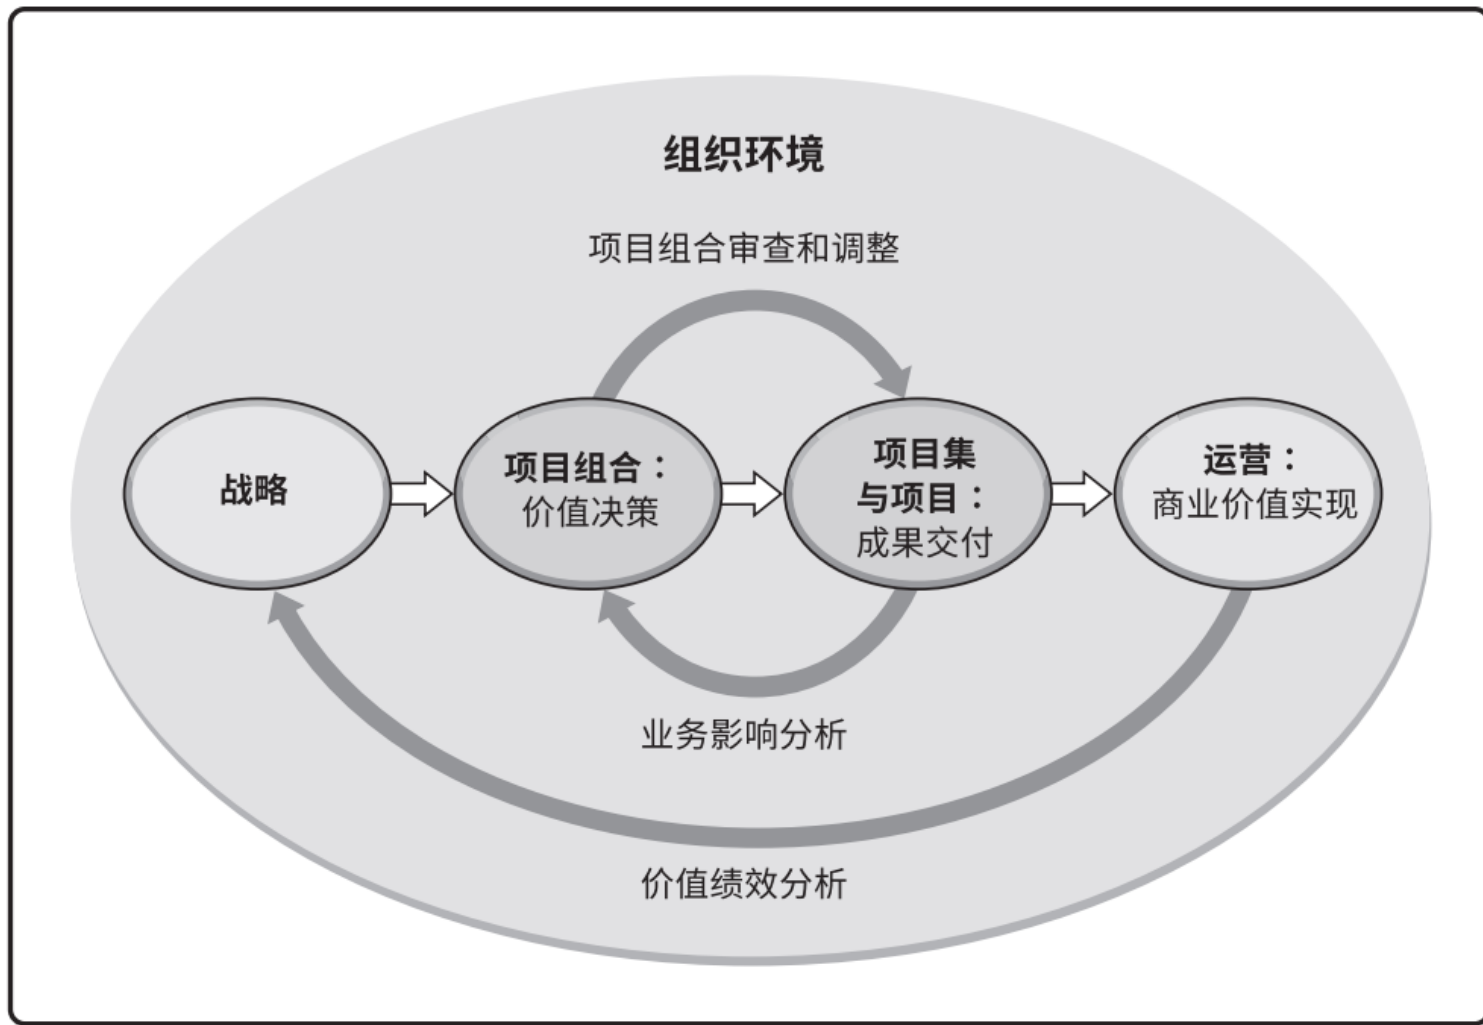 组织环境
项目组合审查和调整
战略
项目组合：
价值决策
项目集
与项目：
成果交付
运营：
商业价值实现
业务影响分析
价值绩效分析